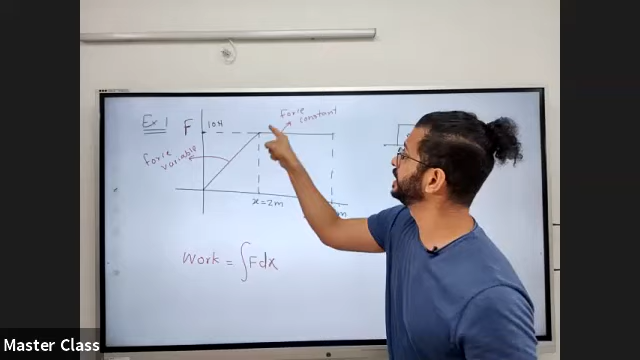 Ex 1
F
10N
Force
constant
force
variable
x = 2m
m
Work = ∫Fdx
Master Class